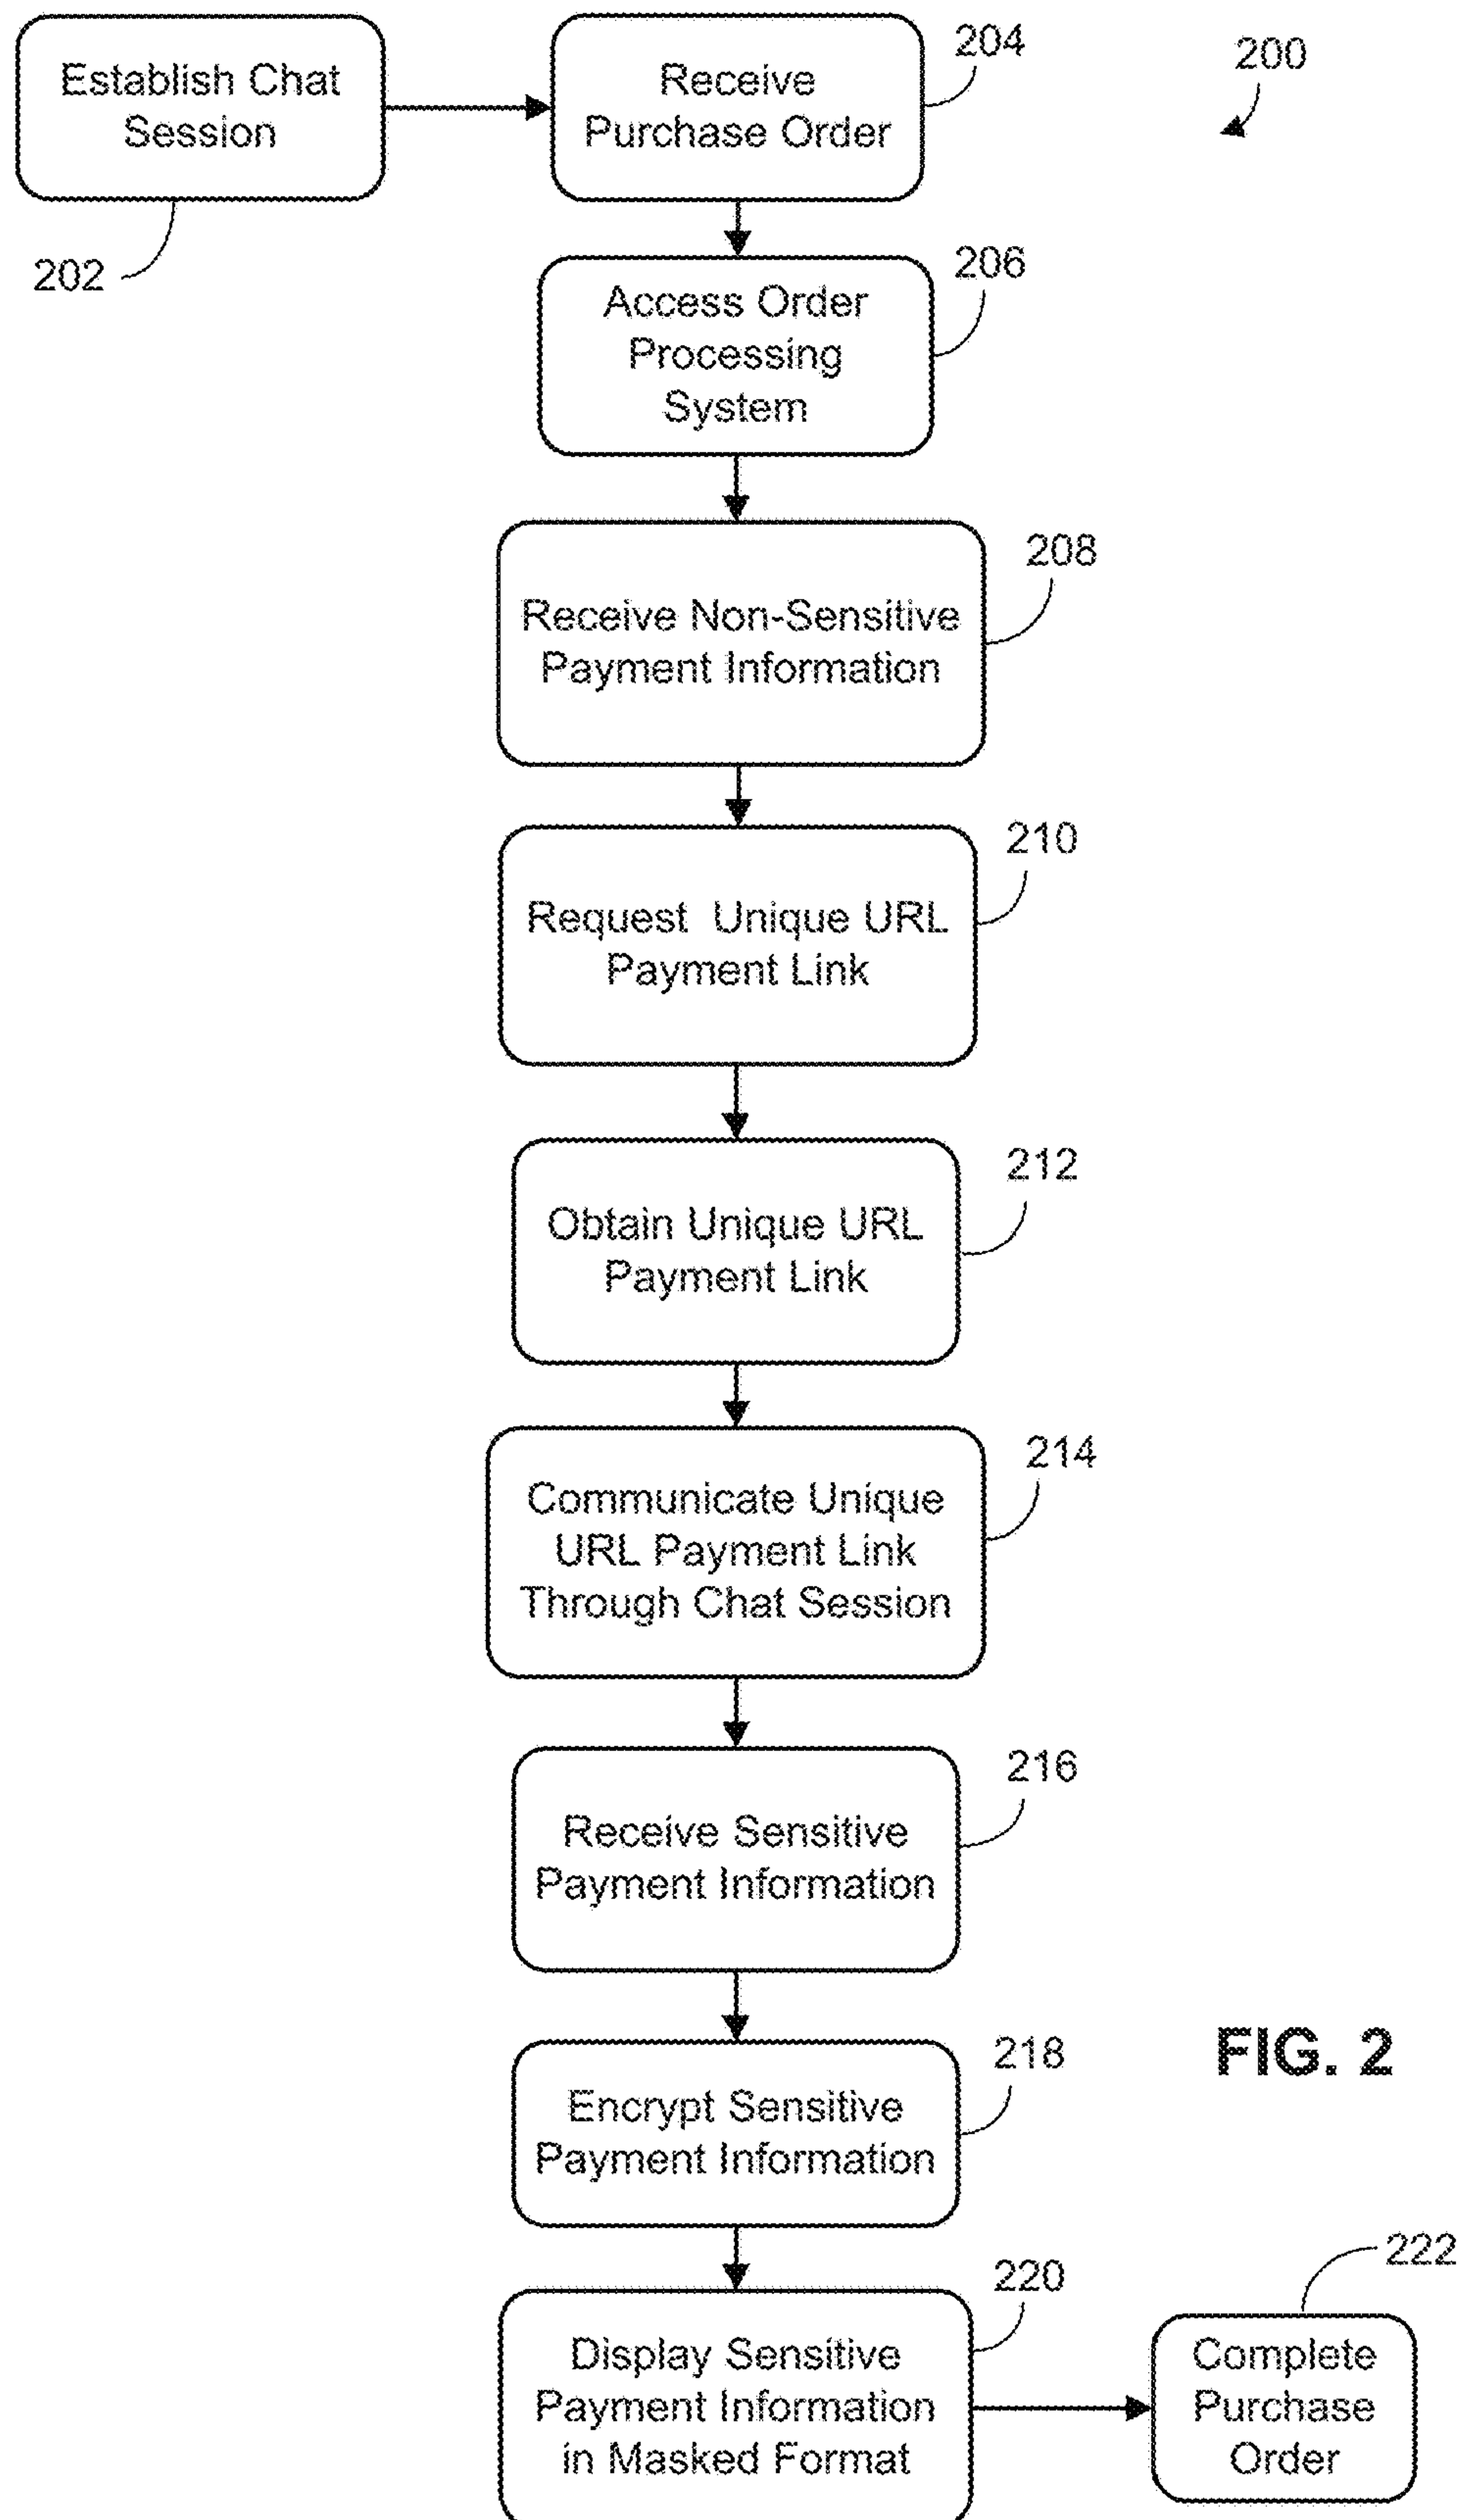 Establish Chat
Session
202
Receive
Purchase Order
204
200
Access Order
Processing
System
206
Receive Non-Sensitive
Payment Information
208
Request Unique URL
Payment Link
210
Obtain Unique URL
Payment Link
212
Communicate Unique
URL Payment Link
Through Chat Session
214
Receive Sensitive
Payment Information
216
Encrypt Sensitive
Payment Information
218
FIG. 2
Display Sensitive
Payment Information
in Masked Format
220
Complete
Purchase
Order
222